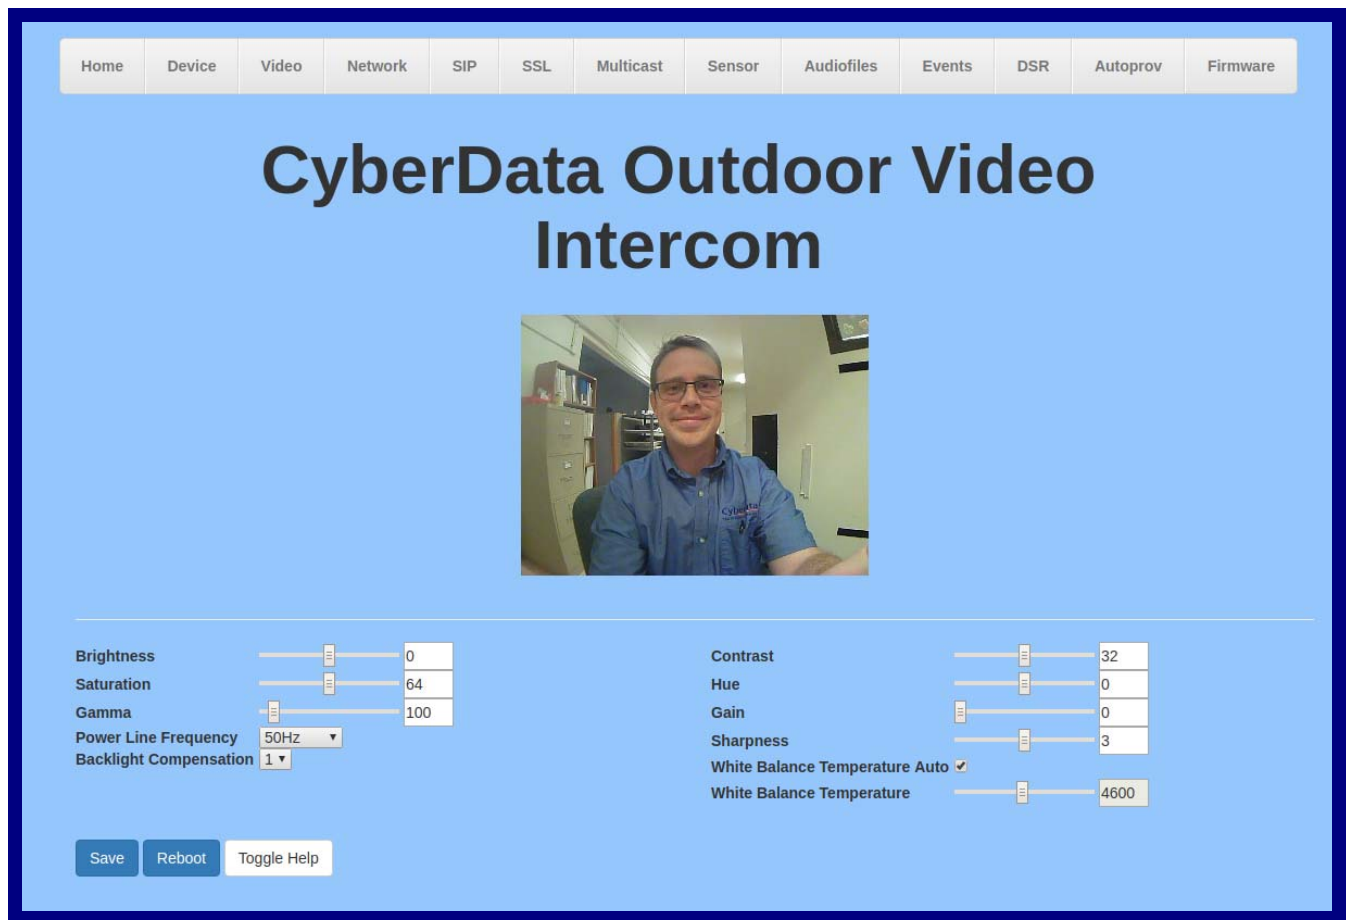 Home Device Video Network SIP SSL Multicast Sensor Audiofiles Events DSR Autoprov Firmware
CyberData Outdoor Video
Intercom
CyberData
Brightness 0
Saturation 64
Gamma 100
Power Line Frequency 50Hz
Backlight Compensation 1
Contrast 32
Hue 0
Gain 0
Sharpness 3
White Balance Temperature Auto
White Balance Temperature 4600
Save Reboot Toggle Help